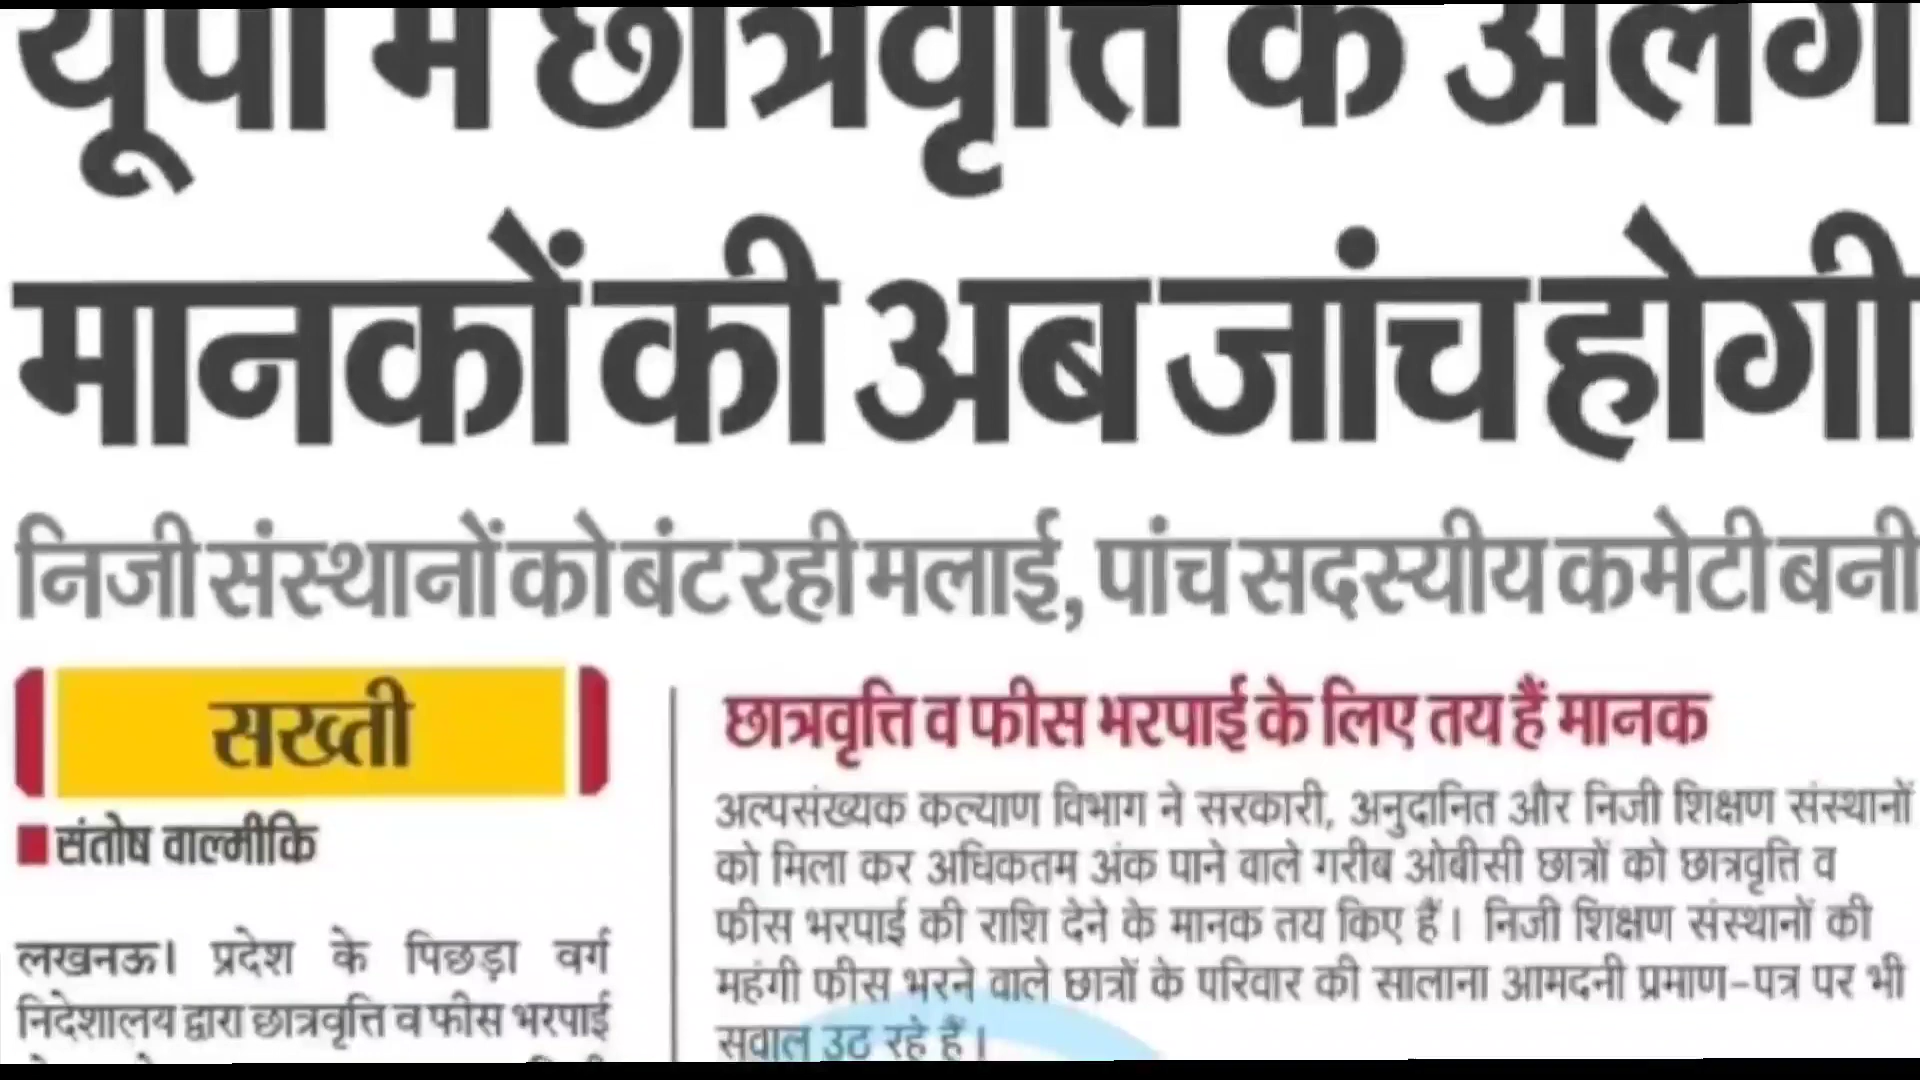 यूपी में छात्रवृत्ति के अलग
मानकों की अब जांच होगी
निजी संस्थानों को बंट रही मलाई, पांच सदस्यीय कमेटी बनी
सख्ती
संतोष वाल्मीकि
लखनऊ। प्रदेश के पिछड़ा वर्ग
निदेशालय द्वारा छात्रवृत्ति व फीस भरपाई
छात्रवृत्ति व फीस भरपाई के लिए तय हैं मानक
अल्पसंख्यक कल्याण विभाग ने सरकारी, अनुदानित और निजी शिक्षण संस्थानों
को मिला कर अधिकतम अंक पाने वाले गरीब ओबीसी छात्रों को छात्रवृत्ति व
फीस भरपाई की राशि देने के मानक तय किए हैं। निजी शिक्षण संस्थानों की
महंगी फीस भरने वाले छात्रों के परिवार की सालाना आमदनी प्रमाण-पत्र पर भी
सवाल उठ रहे हैं।